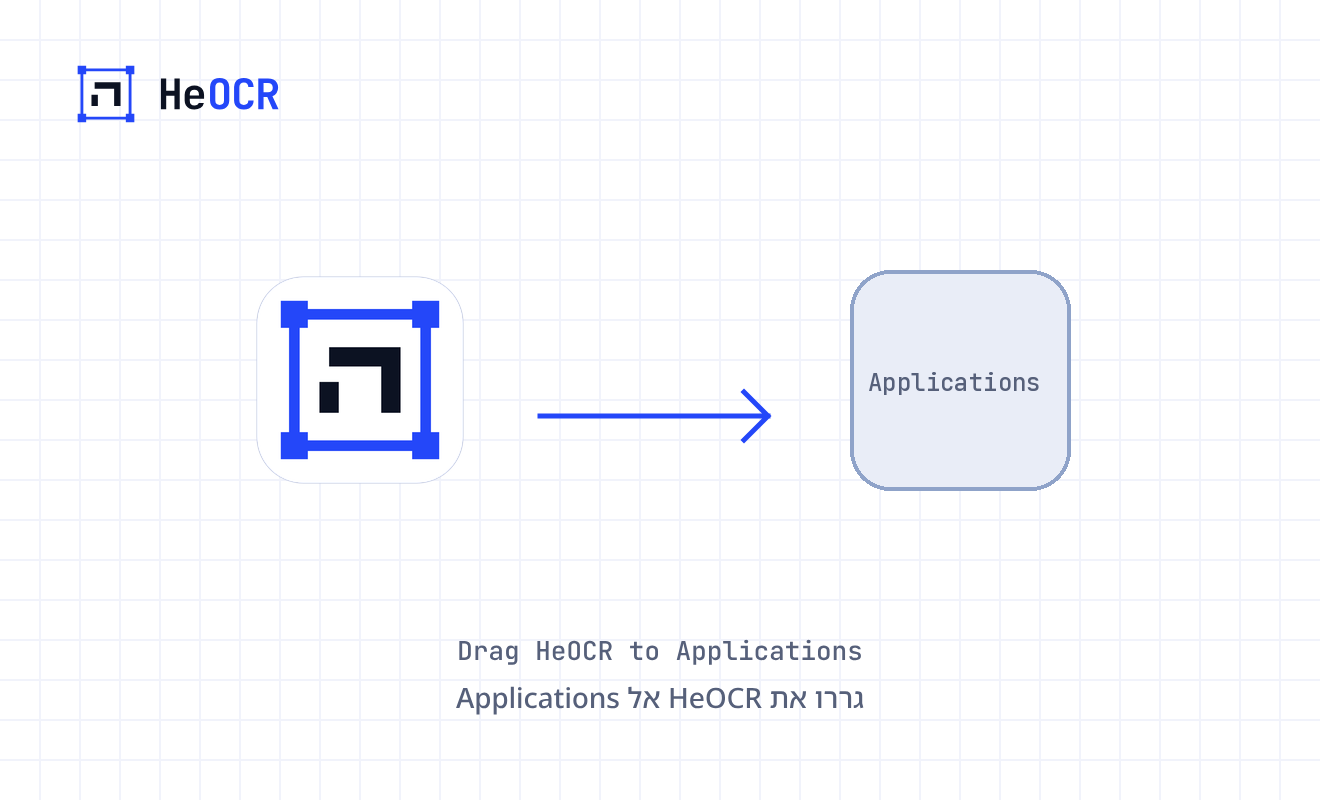 HeOCR
Applications
Drag HeOCR to Applications
גררו את HeOCR אל Applications